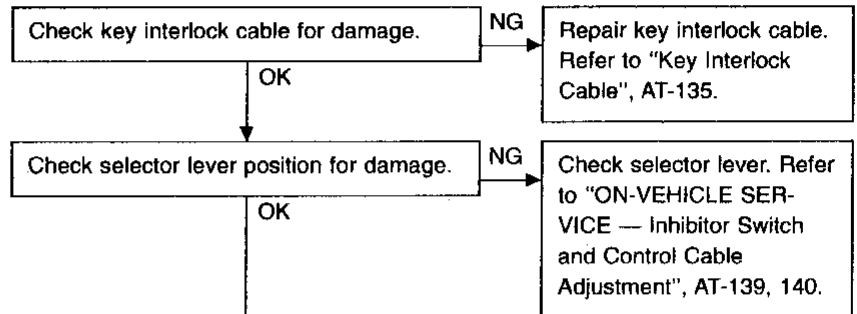 Check key interlock cable for damage.
NG
Repair key interlock cable.
Refer to “Key Interlock
Cable”, AT-135.
OK
Check selector lever position for damage.
NG
Check selector lever. Refer
to “ON-VEHICLE SER-
VICE — Inhibitor Switch
and Control Cable
Adjustment”, AT-139, 140.
OK